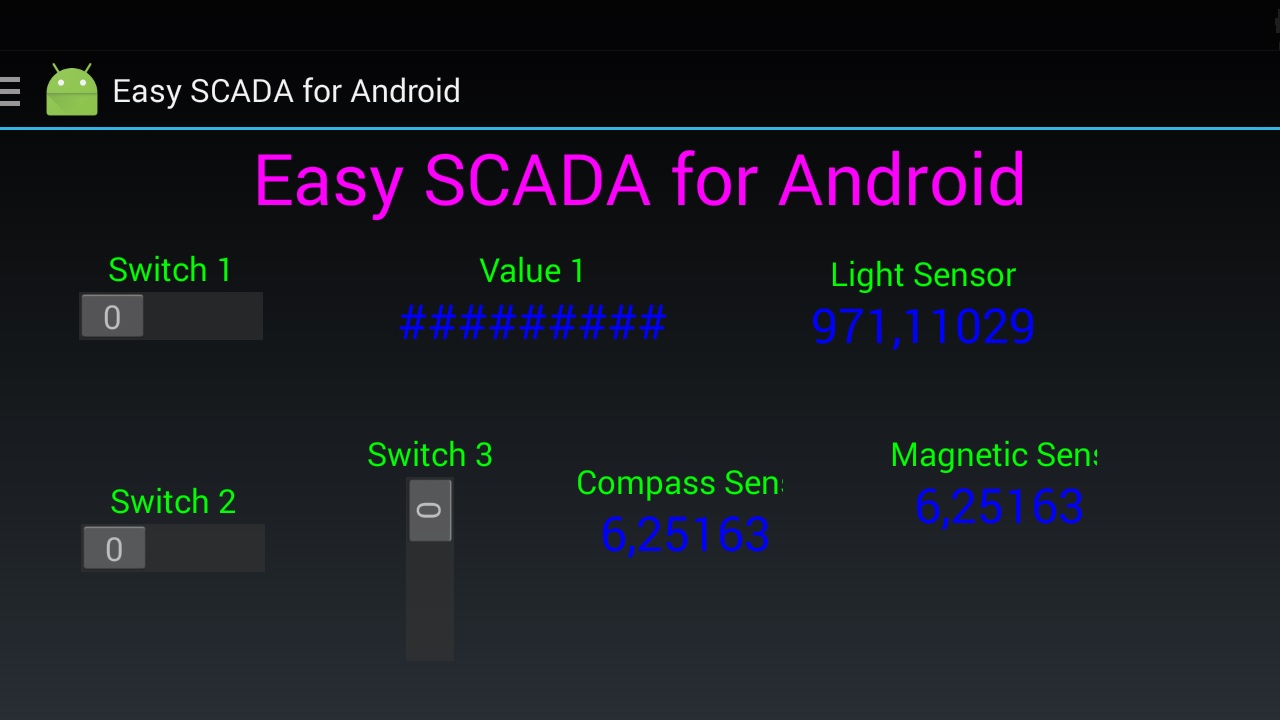 Easy SCADA for Android
Easy SCADA for Android
Switch 1
0
Value 1
#########
Light Sensor
971,11029
Switch 2
0
Switch 3
0
Compass Sens
6,25163
Magnetic Sens
6,25163